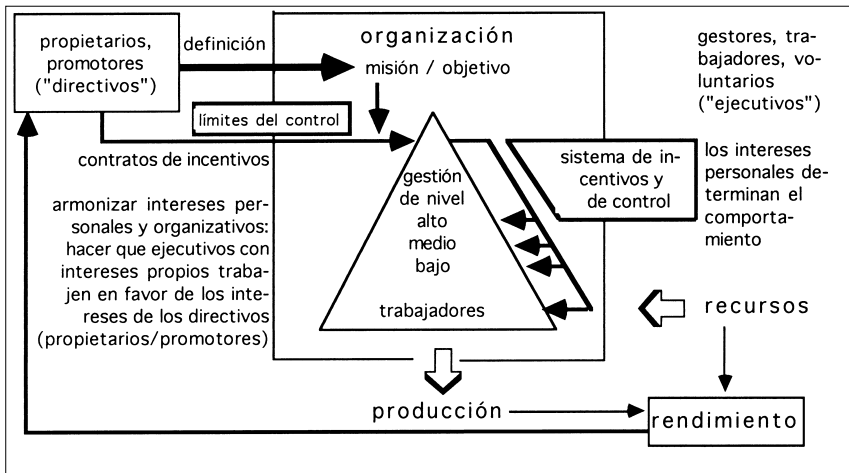 propietarios,
promotores
("directivos")
definición
organización
misión / objetivo
gestores, tra-
bajadores, vo-
luntarios
("ejecutivos")
límites del control
contratos de incentivos
gestión
de nivel
alto
medio
bajo
trabajadores
sistema de in-
centivos y
de control
los intereses
personales de-
terminan el
comporta-
miento
armonizar intereses per-
sonales y organizativos:
hacer que ejecutivos con
intereses propios traba-
jen en favor de los inte-
reses de los directivos
(propietarios/promotores)
recursos
producción
rendimiento